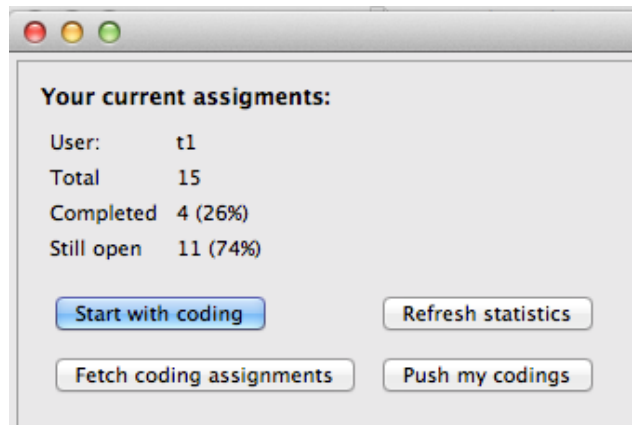 Your current assigments:
User: t1
Total 15
Completed 4 (26%)
Still open 11 (74%)
Start with coding Refresh statistics
Fetch coding assignments Push my codings